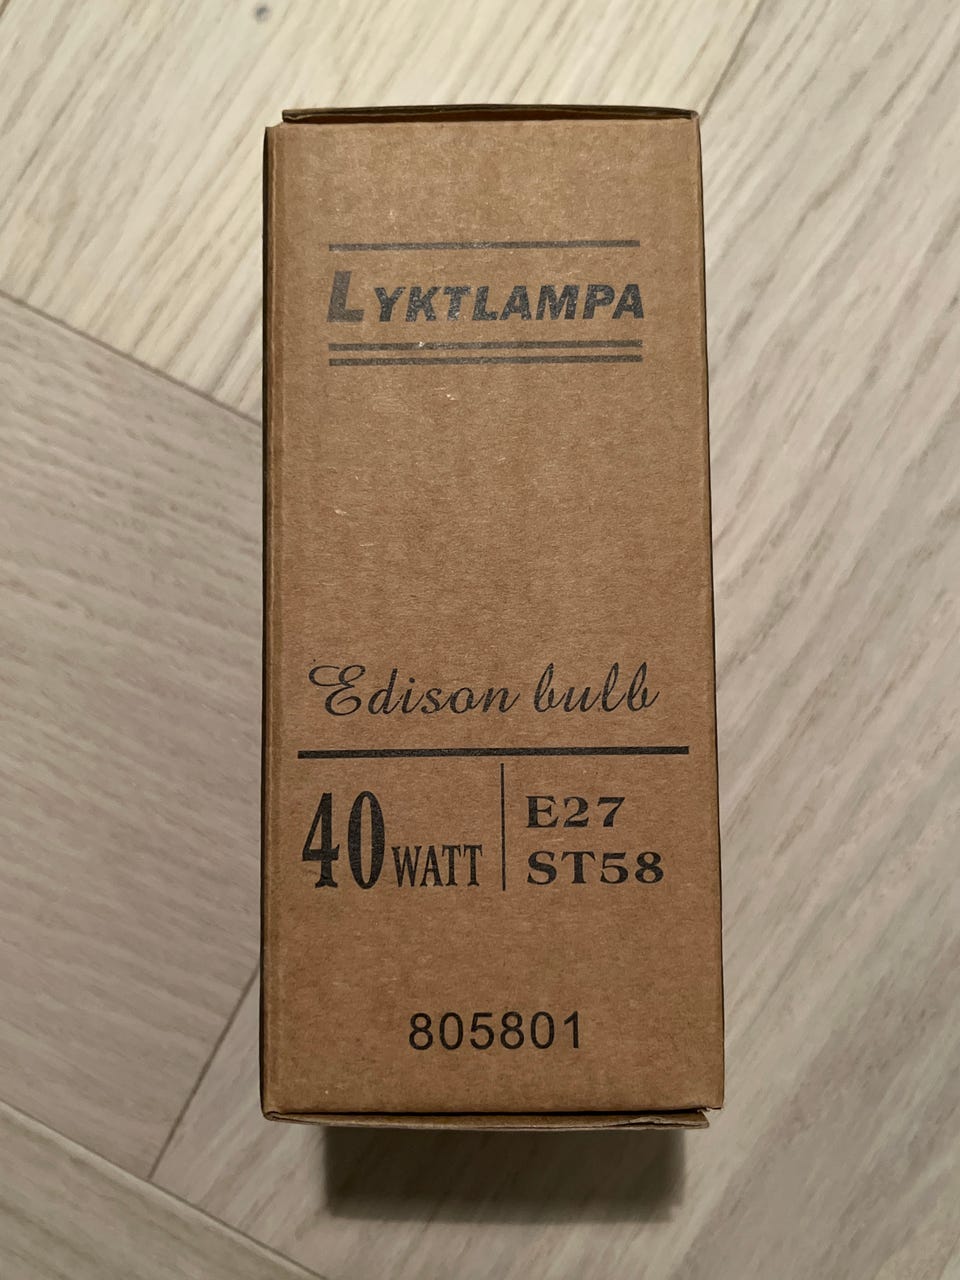 LYKTLAMPA
Edison bulb
40 WATT
E27
ST58
805801